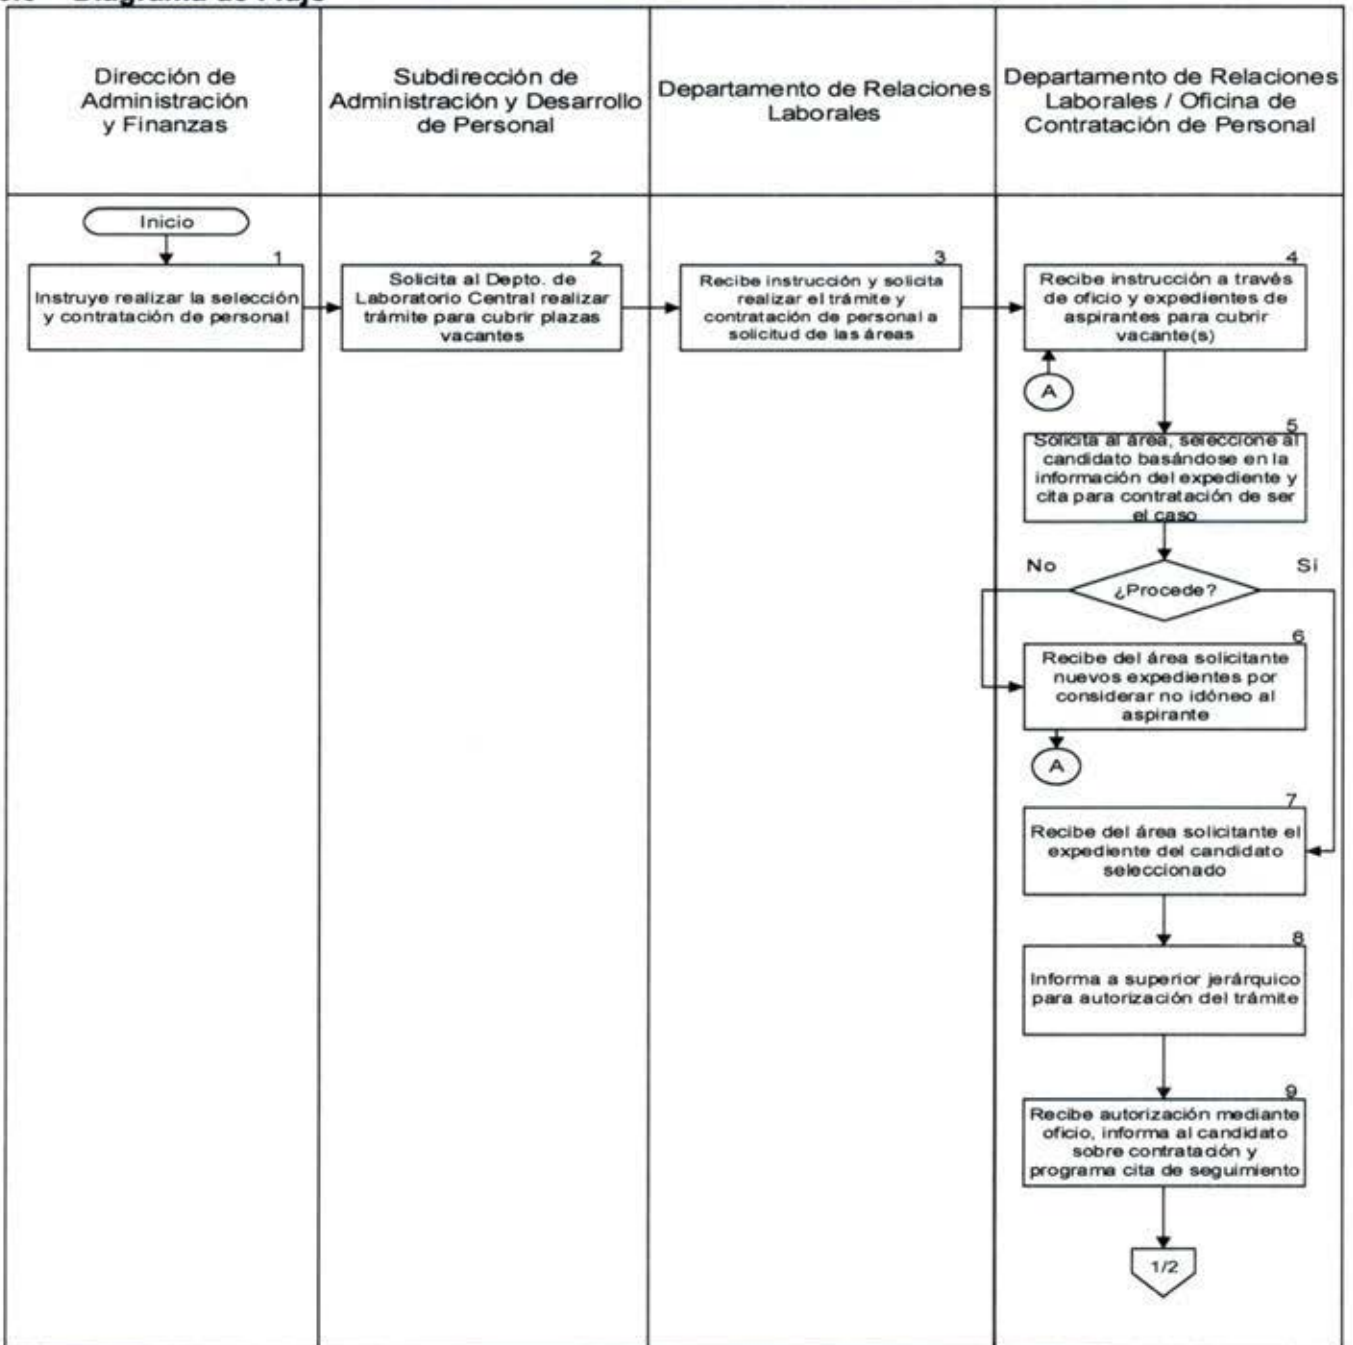 Diagrama de Flujo
Dirección de
Administración
y Finanzas
Subdirección de
Administración y Desarrollo
de Personal
Departamento de Relaciones
Laborales
Departamento de Relaciones
Laborales / Oficina de
Contratación de Personal
Inicio
1
Instruye realizar la selección
y contratación de personal
2
Solicita al Depto. de
Laboratorio Central realizar
trámite para cubrir plazas
vacantes
3
Recibe instrucción y solicita
realizar el trámite y
contratación de personal a
solicitud de las áreas
4
Recibe instrucción a través
de oficio y expedientes de
aspirantes para cubrir
vacante(s)
A
5
Solicita al área, seleccione al
candidato basándose en la
información del expediente y
cita para contratación de ser
el caso
No
Si
¿Procede?
6
Recibe del área solicitante
nuevos expedientes por
considerar no idóneo al
aspirante
A
7
Recibe del área solicitante el
expediente del candidato
seleccionado
8
Informa a superior jerárquico
para autorización del trámite
9
Recibe autorización mediante
oficio, informa al candidato
sobre contratación y
programa cita de seguimiento
1/2